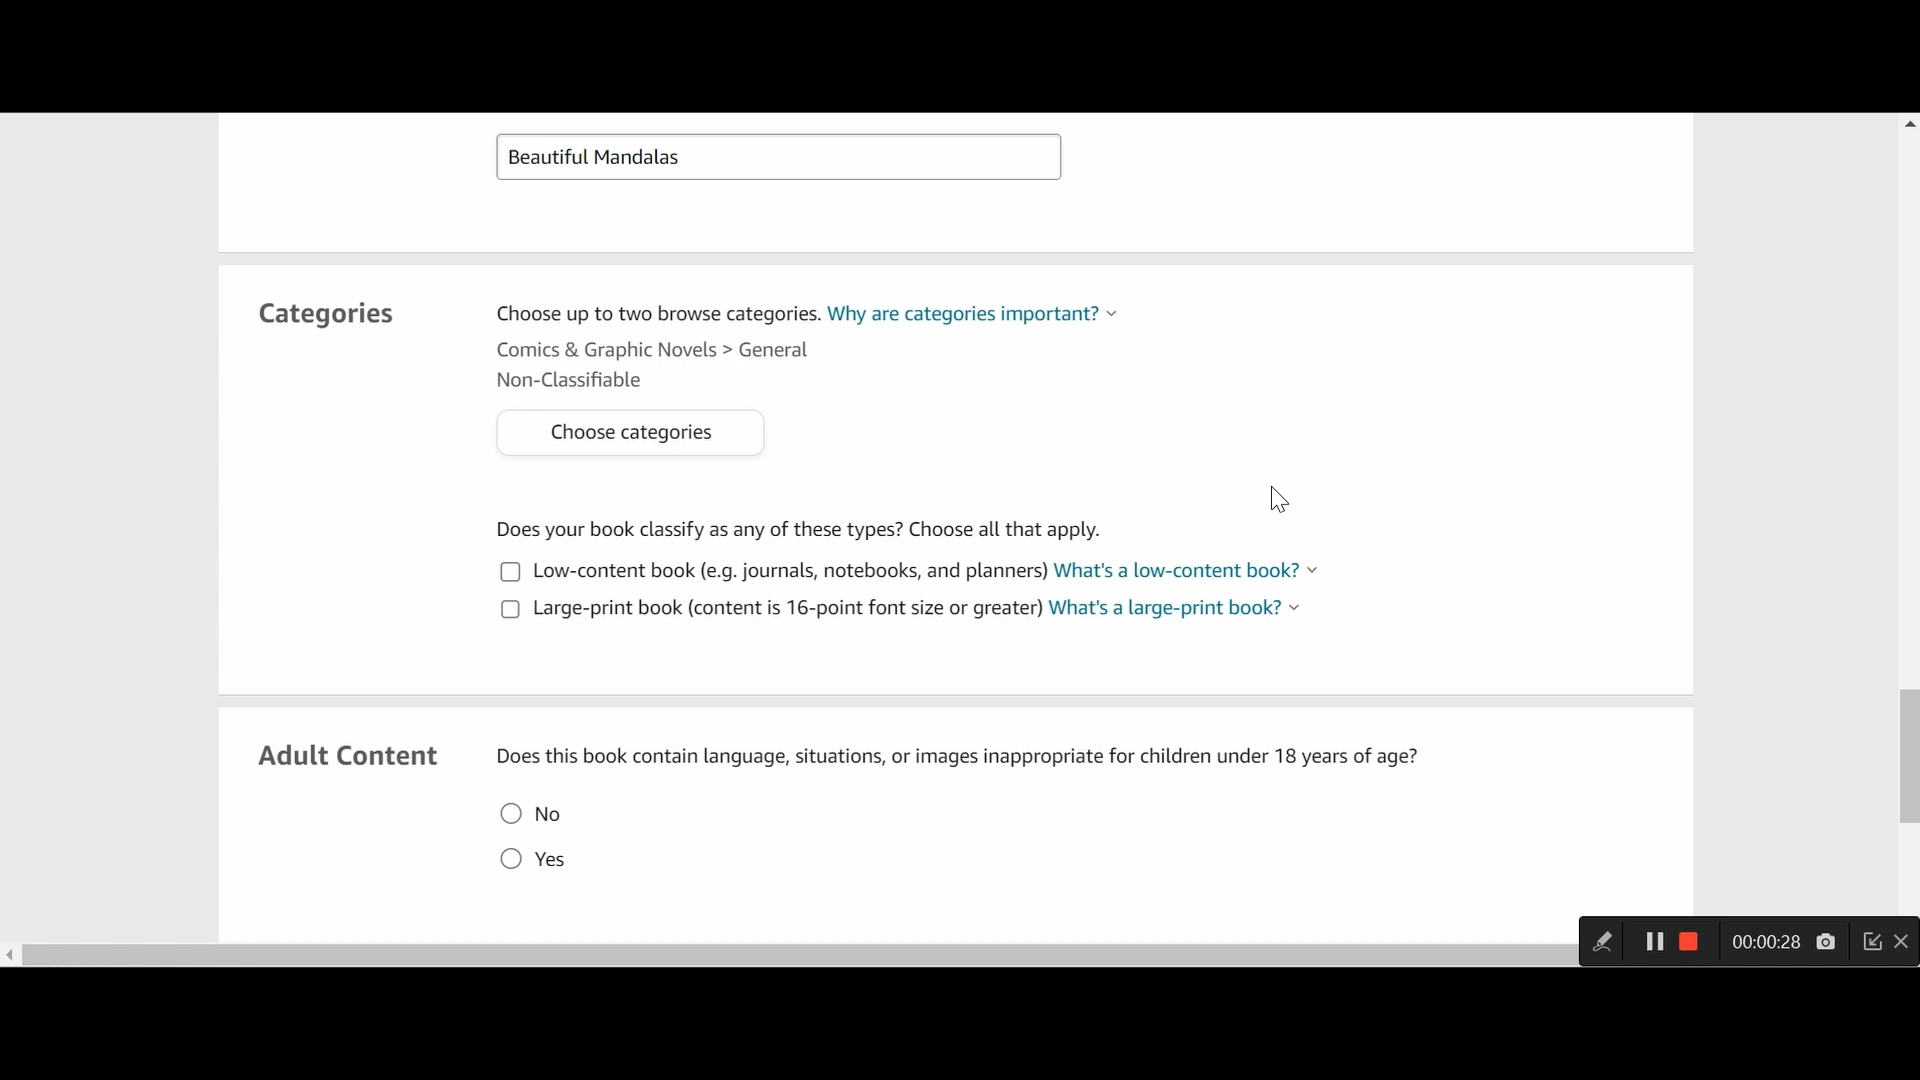 Beautiful Mandalas
Categories
Choose up to two browse categories. Why are categories important?
Comics & Graphic Novels > General
Non-Classifiable
Choose categories
Does your book classify as any of these types? Choose all that apply.
Low-content book (e.g. journals, notebooks, and planners) What's a low-content book?
Large-print book (content is 16-point font size or greater) What's a large-print book?
Adult Content
Does this book contain language, situations, or images inappropriate for children under 18 years of age?
No
Yes
00:00:28